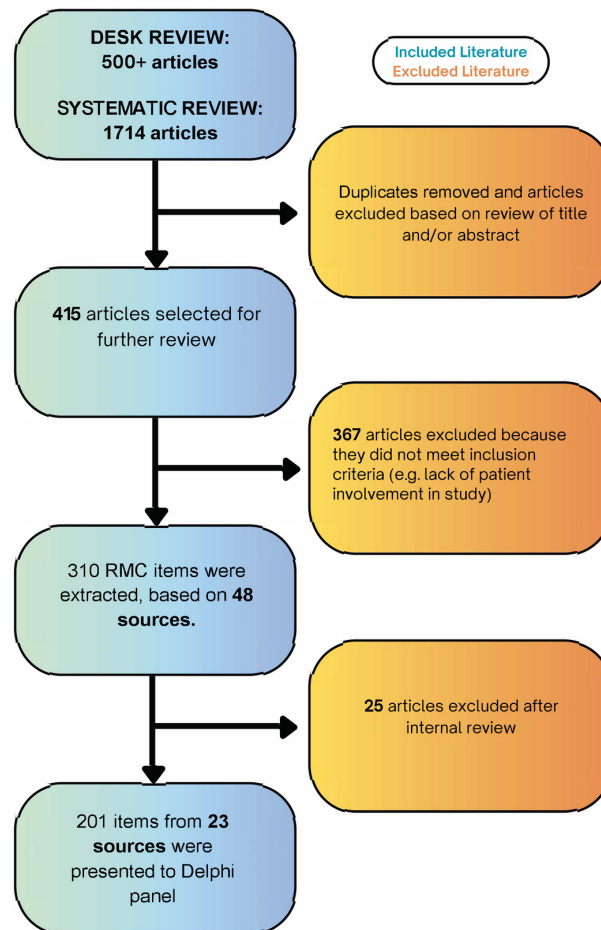 DESK REVIEW:
500+ articles
SYSTEMATIC REVIEW:
1714 articles
Included Literature
Excluded Literature
Duplicates removed and articles
excluded based on review of title
and/or abstract
415 articles selected for
further review
367 articles excluded because
they did not meet inclusion
criteria (e.g. lack of patient
involvement in study)
310 RMC items were
extracted, based on 48
sources.
25 articles excluded after
internal review
201 items from 23
sources were
presented to Delphi
panel